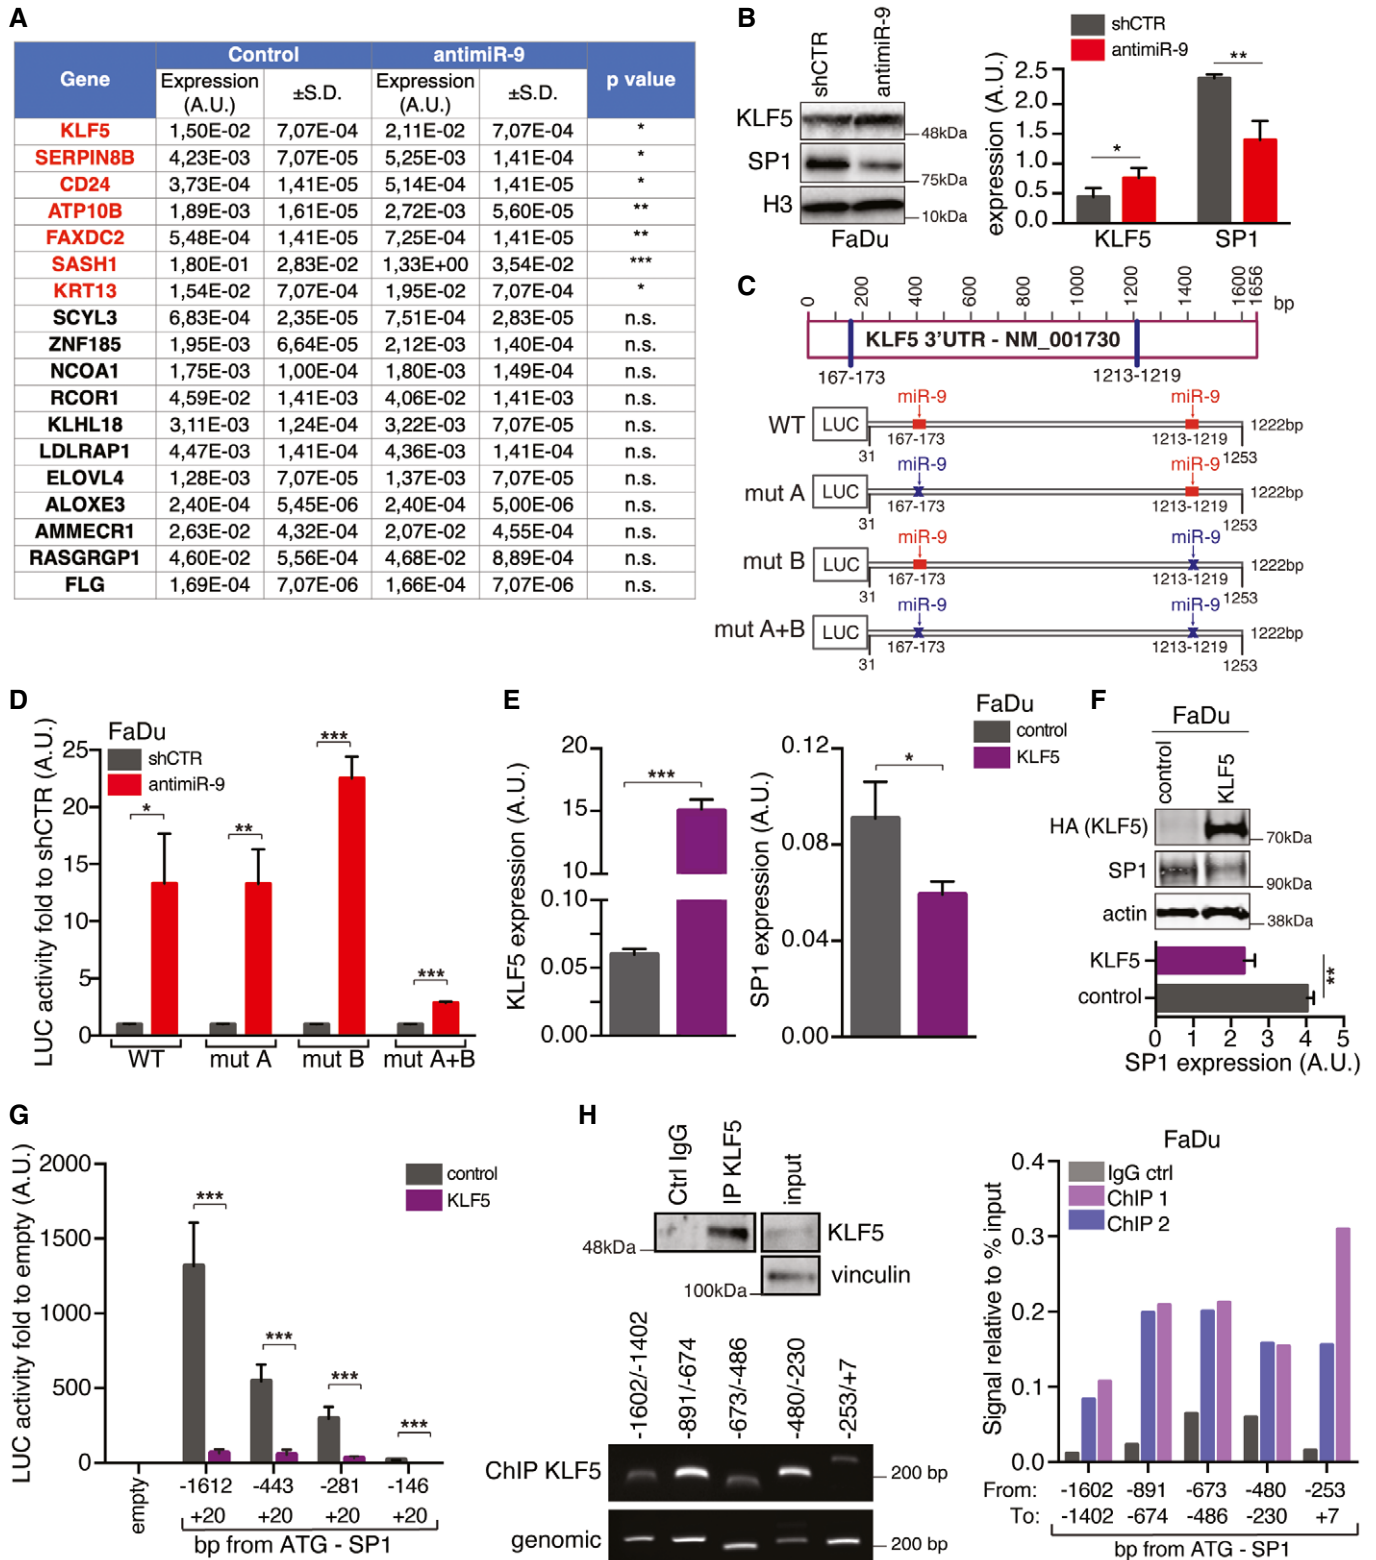 A
Gene Control antimiR-9 p value
Expression (A.U.) ±S.D. Expression (A.U.) ±S.D.
KLF5 1,50E-02 7,07E-04 2,11E-02 7,07E-04 *
SERPIN8B 4,23E-03 7,07E-05 5,25E-03 1,41E-04 *
CD24 3,73E-04 1,41E-05 5,14E-04 1,41E-05 *
ATP10B 1,89E-03 1,61E-05 2,72E-03 5,60E-05 **
FAXDC2 5,48E-04 1,41E-05 7,25E-04 1,41E-05 **
SASH1 1,80E-01 2,83E-02 1,33E+00 3,54E-02 ***
KRT13 1,54E-02 7,07E-04 1,95E-02 7,07E-04 *
SCYL3 6,83E-04 2,35E-05 7,51E-04 2,83E-05 n.s.
ZNF185 1,95E-03 6,64E-05 2,12E-03 1,40E-04 n.s.
NCOA1 1,75E-03 1,00E-04 1,80E-03 1,49E-04 n.s.
RCOR1 4,59E-02 1,41E-03 4,06E-02 1,41E-03 n.s.
KLHL18 3,11E-03 1,24E-04 3,22E-03 7,07E-05 n.s.
LDLRAP1 4,47E-03 1,41E-04 4,36E-03 1,41E-04 n.s.
ELOVL4 1,28E-03 7,07E-05 1,37E-03 7,07E-05 n.s.
ALOXE3 2,40E-04 5,45E-06 2,40E-04 5,00E-06 n.s.
AMMECR1 2,63E-02 4,32E-04 2,07E-02 4,55E-04 n.s.
RASGRGP1 4,60E-02 5,56E-04 4,68E-02 8,89E-04 n.s.
FLG 1,69E-04 7,07E-06 1,66E-04 7,07E-06 n.s.
B
shCTR antimiR-9
KLF5 48kDa
SP1 75kDa
H3 10kDa
FaDu
shCTR
antimiR-9
expression (A.U.)
2.5
2.0
1.5
1.0
0.5
0.0
* **
KLF5 SP1
C
0 200 400 600 800 1000 1200 1400 1600 1656 bp
KLF5 3'UTR - NM_001730
167-173 1213-1219
miR-9 miR-9
WT LUC 1222bp
167-173 1213-1219
31 1253
miR-9 miR-9
mut A LUC X 1222bp
167-173 1213-1219
31 1253
miR-9 miR-9
mut B LUC X 1222bp
167-173 1213-1219
31 1253
miR-9 miR-9
mut A+B LUC X X 1222bp
167-173 1213-1219
31 1253
D
FaDu
shCTR
antimiR-9
LUC activity fold to shCTR (A.U.)
25
20
15
10
5
0
* ** *** ***
WT mut A mut B mut A+B
E
FaDu
control
KLF5
KLF5 expression (A.U.)
20
15
10
0.10
0.05
0.00
***
SP1 expression (A.U.)
0.12
0.08
0.04
0.00
*
F
FaDu
control KLF5
HA (KLF5) 70kDa
SP1 90kDa
actin 38kDa
KLF5
control
**
0 1 2 3 4 5
SP1 expression (A.U.)
G
LUC activity fold to empty (A.U.)
2000
1500
1000
500
0
control
KLF5
*** *** *** ***
empty -1612 -443 -281 -146
+20 +20 +20 +20
bp from ATG - SP1
H
Ctrl IgG IP KLF5 input
KLF5
48kDa
vinculin
100kDa
-1602/-1402 -891/-674 -673/-486 -480/-230 -253/+7
ChIP KLF5 200 bp
genomic 200 bp
FaDu
IgG ctrl
ChIP 1
ChIP 2
Signal relative to % input
0.4
0.3
0.2
0.1
0.0
From: -1602 -891 -673 -480 -253
To: -1402 -674 -486 -230 +7
bp from ATG - SP1